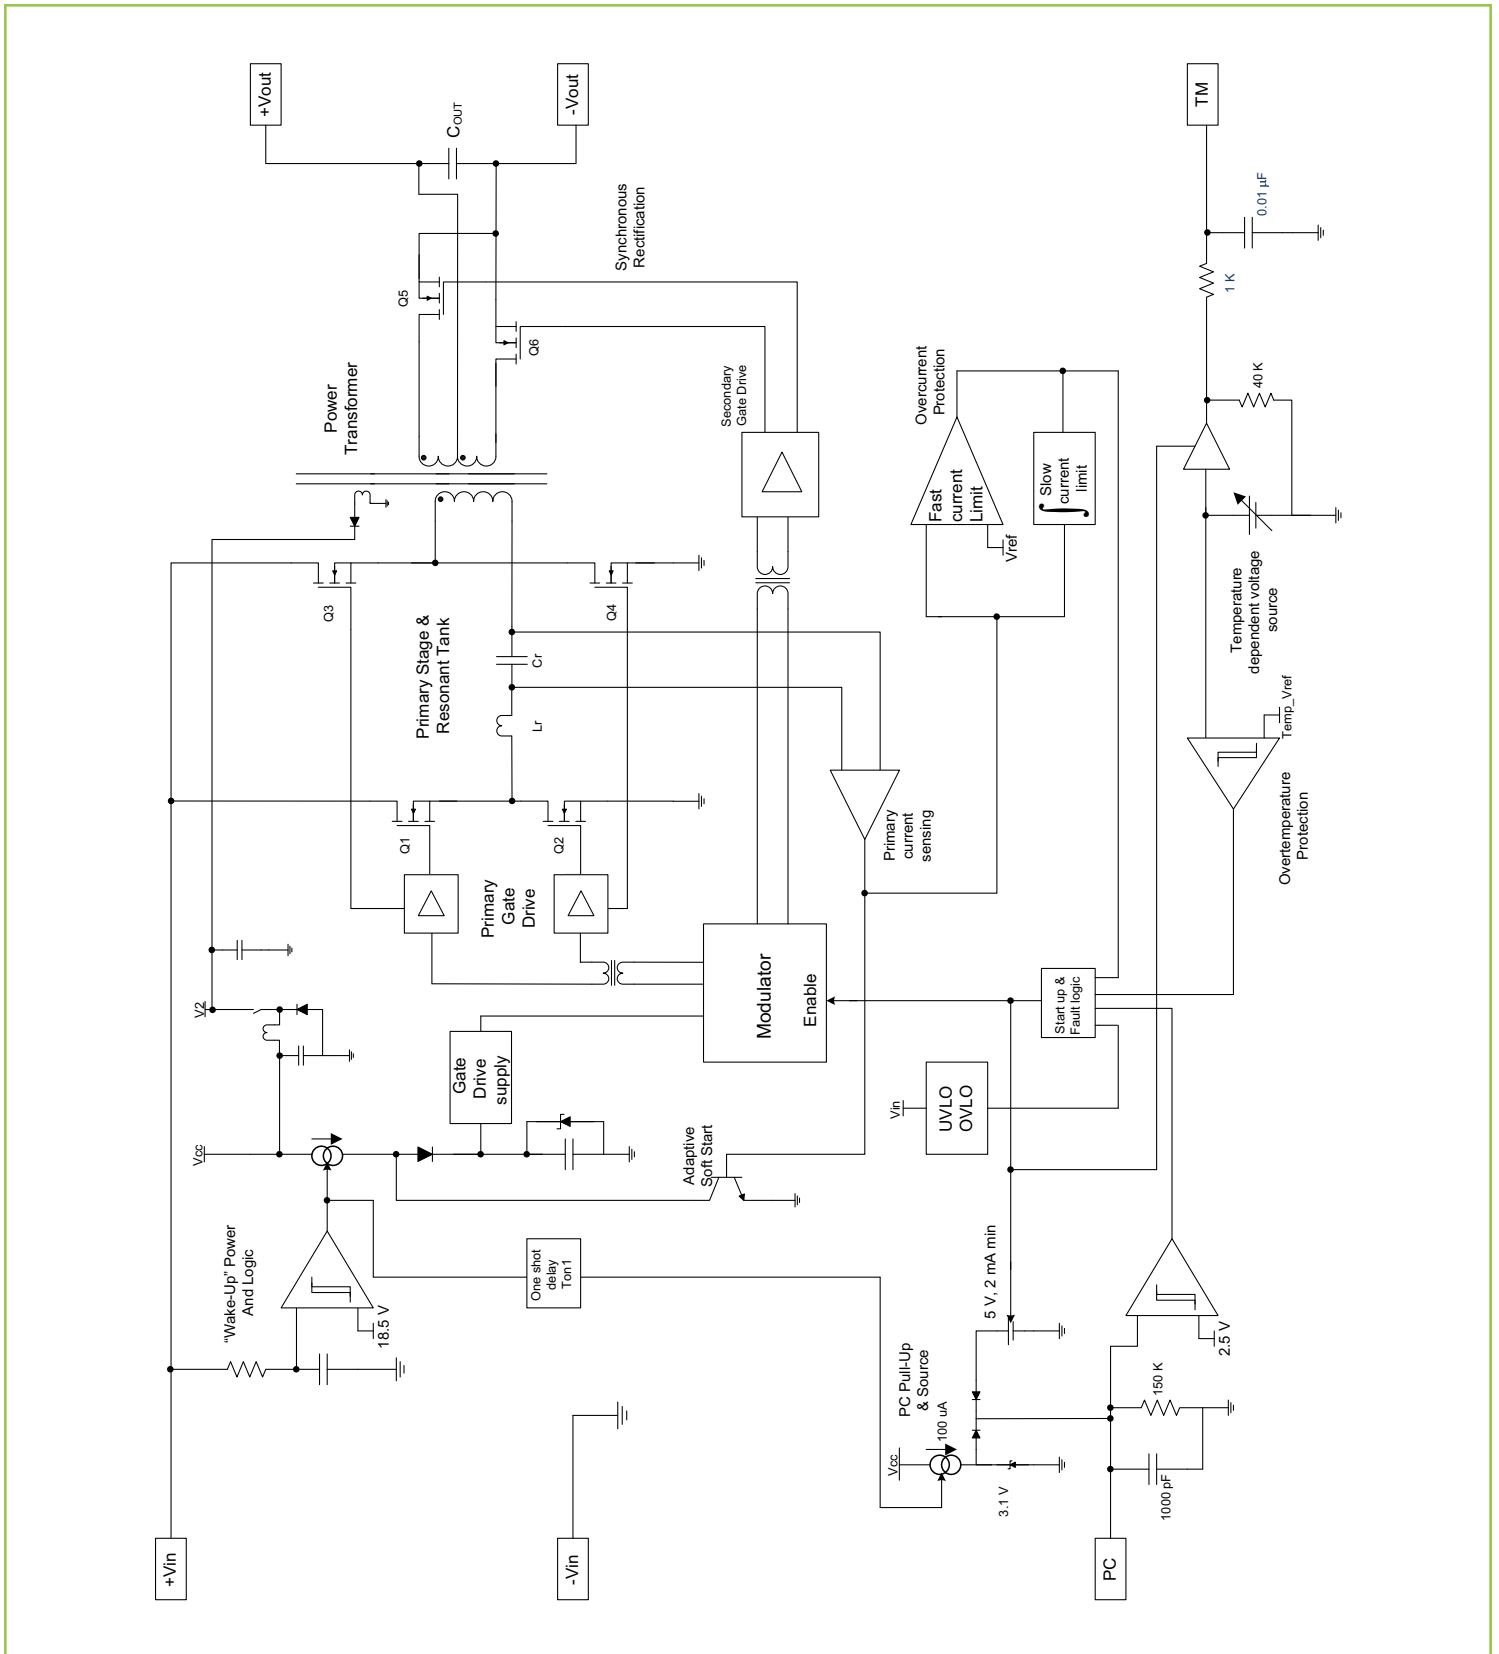 +Vout
-Vout
C OUT
TM
0.01 µF
1 K
40 K
Synchronous
Rectification
Q5
Q6
Power
Transformer
Secondary
Gate Drive
Overcurrent
Protection
Fast
current
Limit
Vref
Slow
current
limit
Temperature
dependent voltage
source
Q3
Q4
Primary Stage &
Resonant Tank
Cr
Lr
Temp_Vref
Overtemperature
Protection
Q1
Q2
Primary
current
sensing
Primary
Gate
Drive
Modulator
Enable
Start up &
Fault logic
V2
Gate
Drive
supply
Vin
UVLO
OVLO
Vcc
Adaptive
Soft Start
"Wake-Up" Power
And Logic
18.5 V
One shot
delay
Ton1
5 V, 2 mA min
2.5 V
PC Pull-Up
& Source
100 uA
150 K
Vcc
3.1 V
1000 pF
+Vin
-Vin
PC